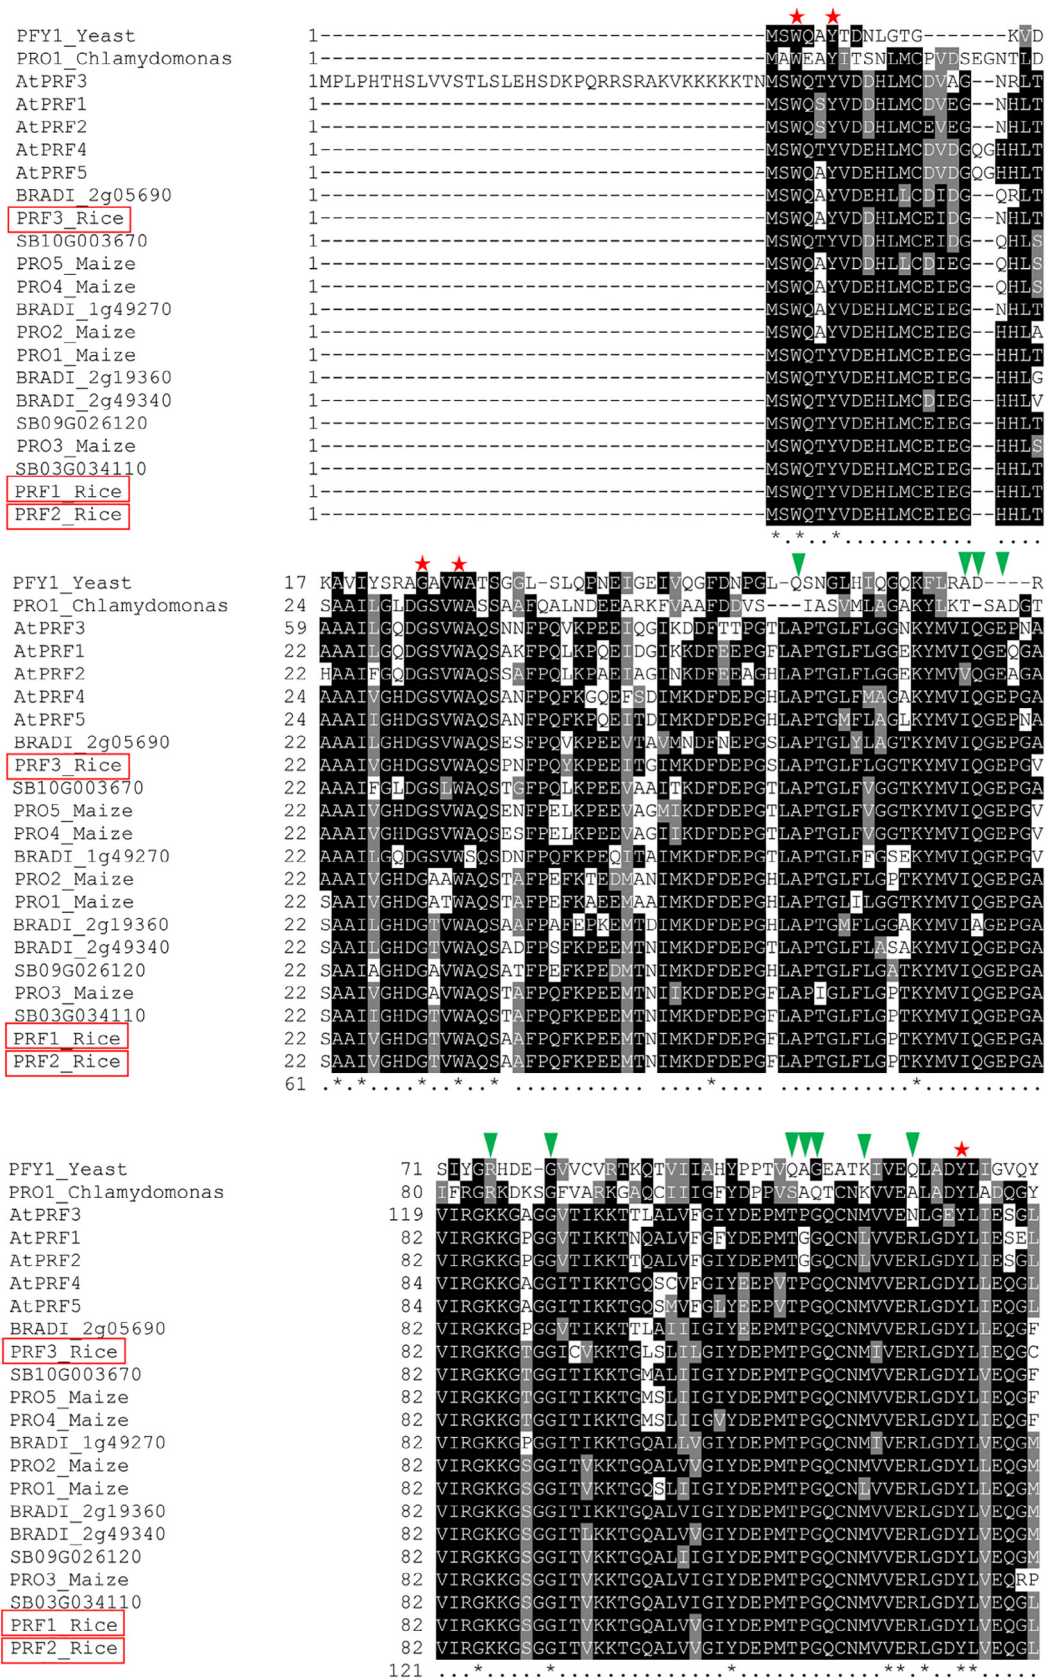 PFY1_Yeast 1-------------------------------------MSWQAYTDNLGTG-------KVD
PRO1_Chlamydomonas 1-------------------------------------MAWEAYITSNLMCPVDSEGNTLD
AtPRF3 1MPLPHTHSLVVSTLSLEHSDKPQRRSRAKVKKKKKTNMSWQTYVDDHLMCDVAG--NRLT
AtPRF1 1-------------------------------------MSWQSYVDDHLMCDVEG--NHLT
AtPRF2 1-------------------------------------MSWQSYVDDHLMCEVEG--NHLT
AtPRF4 1-------------------------------------MSWQTYVDEHLMCDVDGQGHHLT
AtPRF5 1-------------------------------------MSWQAYVDEHLMCDVDGQGHHLT
BRADI_2g05690 1-------------------------------------MSWQAYVDEHLLCDIDG--QRLT
PRF3_Rice 1-------------------------------------MSWQAYVDEHLMCEIDG--NHLT
SB10G003670 1-------------------------------------MSWQTYVDDHLMCEIDG--QHLS
PRO5_Maize 1-------------------------------------MSWQAYVDDHLLCDIEG--QHLS
PRO4_Maize 1-------------------------------------MSWQAYVDEHLMCEIEG--QHLS
BRADI_1g49270 1-------------------------------------MSWQAYVDEHLMCEIEG--NHLT
PRO2_Maize 1-------------------------------------MSWQAYVDEHLMCEIEG--HHLA
PRO1_Maize 1-------------------------------------MSWQTYVDEHLMCEIEG--HHLT
BRADI_2g19360 1-------------------------------------MSWQTYVDEHLMCEIEG--HHLG
BRADI_2g49340 1-------------------------------------MSWQTYVDEHLMCDIEG--HHLV
SB09G026120 1-------------------------------------MSWQTYVDEHLMCEIEG--HHLT
PRO3_Maize 1-------------------------------------MSWQTYVDEHLMCEIEG--HHLS
SB03G034110 1-------------------------------------MSWQTYVDEHLMCEIEG--HHLT
PRF1_Rice 1-------------------------------------MSWQTYVDEHLMCEIEG--HHLT
PRF2_Rice 1-------------------------------------MSWQTYVDEHLMCEIEG--HHLT
*.*..*........... ....
PFY1_Yeast 17 KAVIYSRAGAVWATSGGL-SLQPNEIGEIVQGFDNPGL-QSNGLHIQGQKFLRAD----R
PRO1_Chlamydomonas 24 SAAILGLDGSVWASSAAFQALNDEEARKFVAAFDDVS---IASVMLAGAKYLKT-SADGT
AtPRF3 59 AAAILGQDGSVWAQSNNFPQVKPEEIQGIKDDFTTPGTLAPTGLFLGGNKYMVIQGEPNA
AtPRF1 22 AAAILGQDGSVWAQSAKFPQLKPQEIDGIKKDFEEPGFLAPTGLFLGGEKYMVIQGEQGA
AtPRF2 22 HAAIFGQDGSVWAQSSAFPQLKPAEIAGINKDFEEAGHLAPTGLFLGGEKYMVVQGEAGA
AtPRF4 24 AAAIVGHDGSVWAQSANFPQFKGQEFSDIMKDFDEPGHLAPTGLFMAGAKYMVIQGEPGA
AtPRF5 24 AAAIIGHDGSVWAQSANFPQFKPQEITDIMKDFDEPGHLAPTGMFLAGLKYMVIQGEPNA
BRADI_2g05690 22 AAAILGHDGSVWAQSESFPQVKPEEVTAVMNDFNEPGSLAPTGLYLAGTKYMVIQGEPGA
PRF3_Rice 22 AAAIVGHDGSVWAQSPNFPQYKPEEITGIMKDFDEPGSLAPTGLFLGGTKYMVIQGEPGV
SB10G003670 22 AAAIFGLDGSLWAQSTGFPQLKPEEVAAITKDFDEPGTLAPTGLFVGGTKYMVIQGEPGA
PRO5_Maize 22 AAAIVGHDGSVWAQSENFPELKPEEVAGMIKDFDEPGTLAPTGLFVGGTKYMVIQGEPGV
PRO4_Maize 22 AAAIVGHDGSVWAQSESFPELKPEEVAGIIKDFDEPGTLAPTGLFVGGTKYMVIQGEPGV
BRADI_1g49270 22 AAAILGQDGSVWSQSDNFPQFKPEQITAIMKDFDEPGTLAPTGLFFGSEKYMVIQGEPGV
PRO2_Maize 22 AAAIVGHDGAAWAQSTAFPEFKTEDMANIMKDFDEPGHLAPTGLFLGPTKYMVIQGEPGA
PRO1_Maize 22 SAAIVGHDGATWAQSTAFPEFKAEEMAAIMKDFDEPGHLAPTGLILGGTKYMVIQGEPGA
BRADI_2g19360 22 AAAILGHDGTVWAQSAAFPAFEPKEMTDIMKDFDEPGHLAPTGMFLGGAKYMVIAGEPGA
BRADI_2g49340 22 SAAILGHDGTVWAQSADFPSFKPEEMTNIMKDFDEPGTLAPTGLFLASAKYMVIQGEPGA
SB09G026120 22 SAAIAGHDGAVWAQSATFPEFKPEDMTNIMKDFDEPGHLAPTGLFLGATKYMVIQGEPGA
PRO3_Maize 22 SAAIVGHDGAVWAQSTAFPQFKPEEMTNIIKDFDEPGFLAPIGLFLGPTKYMVIQGEPGA
SB03G034110 22 SAAIIGHDGTVWAQSTAFPQFKPEEMTNIMKDFDEPGFLAPTGLFLGPTKYMVIQGEPGA
PRF1_Rice 22 SAAIVGHDGTVWAQSAAFPQFKPEEMTNIMKDFDEPGFLAPTGLFLGPTKYMVIQGEPGA
PRF2_Rice 22 SAAIVGHDGTVWAQSAAFPQFKPEEMTNIMKDFDEPGFLAPTGLFLGPTKYMVIQGEPGA
61 .*.*....*..*..*.................*................*..........
PFY1_Yeast 71 SIYGRHDE-GVVCVRTKQTVIIAHYPPTVQAGEATKIVEQLADYLIGVQY
PRO1_Chlamydomonas 80 IFRGRKDKSGFVARKGAQCIIIGFYDPPVSAQTCNKVVEALADYLADQGY
AtPRF3 119 VIRGKKGAGGVTIKKTTLALVFGIYDEPMTPGQCNMVVENLGEYLIESGL
AtPRF1 82 VIRGKKGPGGVTIKKTNQALVFGFYDEPMTGGQCNLVVERLGDYLIESEL
AtPRF2 82 VIRGKKGPGGVTIKKTTQALVFGIYDEPMTGGQCNLVVERLGDYLIESGL
AtPRF4 84 VIRGKKGAGGITIKKTGQSCVFGIYEEPVTPGQCNMVVERLGDYLLEQGL
AtPRF5 84 VIRGKKGAGGITIKKTGQSMVFGLYEEPVTPGQCNMVVERLGDYLIEQGL
BRADI_2g05690 82 VIRGKKGPGGVTIKKTTLAIIIGIYEEPMTPGQCNMVVERLGDYLLEQGF
PRF3_Rice 82 VIRGKKGTGGICVKKTGLSLILGIYDEPMTPGQCNMIVERLGDYLIEQGC
SB10G003670 82 VIRGKKGTGGITIKKTGMALIIGIYDEPMTPGQCNMVVERLGDYLVEQGF
PRO5_Maize 82 VIRGKKGTGGITIKKTGMSLIIGIYDEPMTPGQCNMVVERLGDYLIEQGF
PRO4_Maize 82 VIRGKKGTGGITIKKTGMSLIIGVYDEPMTPGQCNMVVERLGDYLIEQGF
BRADI_1g49270 82 VIRGKKGPGGITIKKTGQALLVGIYDEPMTPGQCNMIVERLGDYLVEQGM
PRO2_Maize 82 VIRGKKGSGGITVKKTGQALVVGIYDEPMTPGQCNMVVERLGDYLLEQGM
PRO1_Maize 82 VIRGKKGSGGITVKKTGQSLIIGIYDEPMTPGQCNLVVERLGDYLLEQGM
BRADI_2g19360 82 VIRGKKGSGGITIKKTGQALVIGIYDEPMTPGQCNMVVERLGDYLVEQGM
BRADI_2g49340 82 VIRGKKGSGGITLKKTGQALVVGIYDEPMTPGQCNMVVERLGDYLVEQGM
SB09G026120 82 VIRGKKGSGGITVKKTGQALIIGIYDEPMTPGQCNMVVERLGDYLVEQGM
PRO3_Maize 82 VIRGKKGSGGITVKKTGQALVIGIYDEPMTPGQCNMVVERLGDYLVEQRP
SB03G034110 82 VIRGKKGSGGITVKKTGQALVIGIYDEPMTPGQCNMVVERLGDYLVEQGL
PRF1_Rice 82 VIRGKKGSGGITVKKTGQALVVGIYDEPMTPGQCNMVVERLGDYLVEQGL
PRF2_Rice 82 VIRGKKGSGGITVKKTGQALVVGIYDEPMTPGQCNMVVERLGDYLVEQGL
121 ...*.....*..............*............**.*..**.....